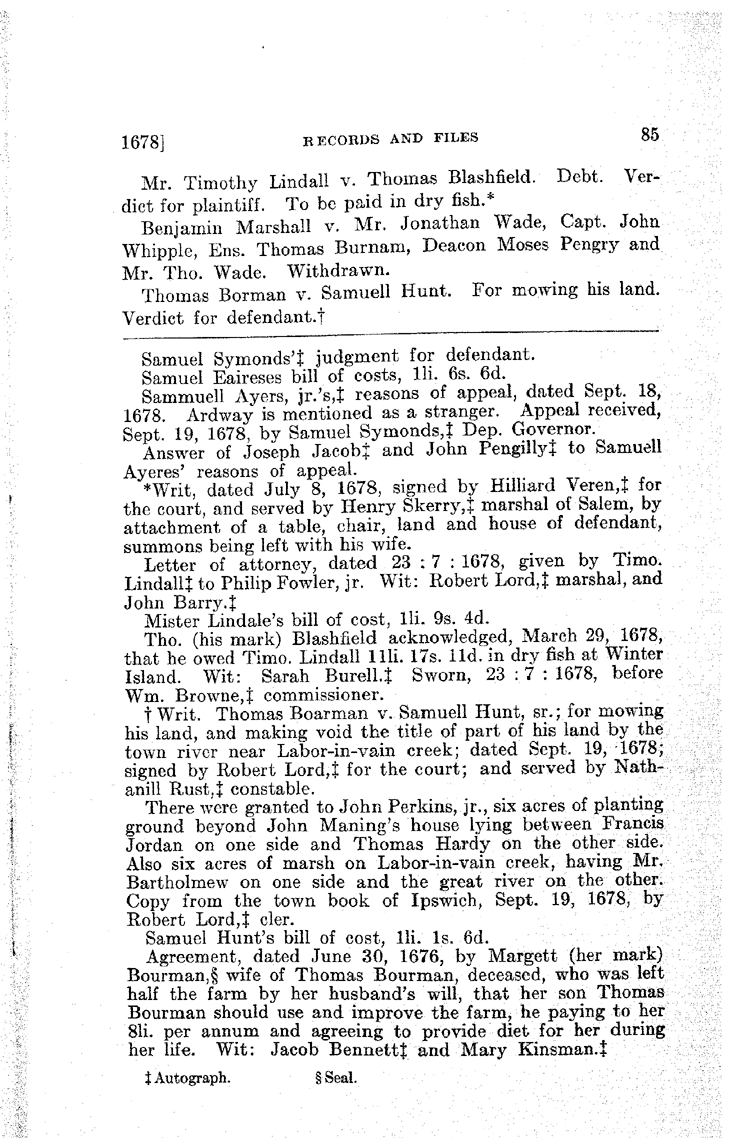 1678] RECORDS AND FILES 85
Mr. Timothy Lindall v. Thomas Blashfield. Debt. Ver-
dict for plaintiff. To be paid in dry fish.*
Benjamin Marshall v. Mr. Jonathan Wade, Capt. John
Whipple, Ens. Thomas Burnam, Deacon Moses Pengry and
Mr. Tho. Wade. Withdrawn.
Thomas Borman v. Samuell Hunt. For mowing his land.
Verdict for defendant.†
Samuel Symonds'‡ judgment for defendant.
Samuel Eaireses bill of costs, 1li. 6s. 6d.
Sammuell Ayers, jr.'s,‡ reasons of appeal, dated Sept. 18,
1678. Ardway is mentioned as a stranger. Appeal received,
Sept. 19, 1678, by Samuel Symonds,‡ Dep. Governor.
Answer of Joseph Jacob‡ and John Pengilly‡ to Samuell
Ayeres' reasons of appeal.
*Writ, dated July 8, 1678, signed by Hilliard Veren,‡ for
the court, and served by Henry Skerry,‡ marshal of Salem, by
attachment of a table, chair, land and house of defendant,
summons being left with his wife.
Letter of attorney, dated 23 : 7 : 1678, given by Timo.
Lindall‡ to Philip Fowler, jr. Wit: Robert Lord,‡ marshal, and
John Barry.‡
Mister Lindale's bill of cost, 1li. 9s. 4d.
Tho. (his mark) Blashfield acknowledged, March 29, 1678,
that he owed Timo. Lindall 11li. 17s. 11d. in dry fish at Winter
Island. Wit: Sarah Burell.‡ Sworn, 23 : 7 : 1678, before
Wm. Browne,‡ commissioner.
† Writ. Thomas Boarman v. Samuell Hunt, sr.; for mowing
his land, and making void the title of part of his land by the
town river near Labor-in-vain creek; dated Sept. 19, 1678;
signed by Robert Lord,‡ for the court; and served by Nath-
anill Rust,‡ constable.
There were granted to John Perkins, jr., six acres of planting
ground beyond John Maning's house lying between Francis
Jordan on one side and Thomas Hardy on the other side.
Also six acres of marsh on Labor-in-vain creek, having Mr.
Bartholmew on one side and the great river on the other.
Copy from the town book of Ipswich, Sept. 19, 1678, by
Robert Lord,‡ cler.
Samuel Hunt's bill of cost, 1li. 1s. 6d.
Agreement, dated June 30, 1676, by Margett (her mark)
Bourman,§ wife of Thomas Bourman, deceased, who was left
half the farm by her husband's will, that her son Thomas
Bourman should use and improve the farm, he paying to her
8li. per annum and agreeing to provide diet for her during
her life. Wit: Jacob Bennett‡ and Mary Kinsman.‡
‡ Autograph. § Seal.